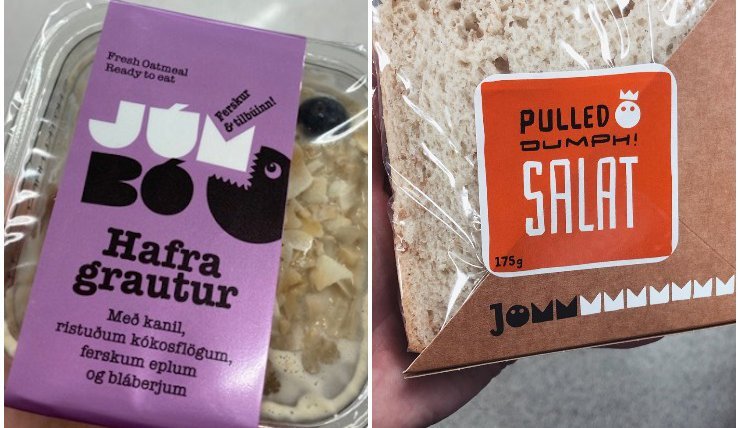 Fresh Oatmeal
Ready to eat
JÚM
BÓ
Ferskur
& tilbúinn!
Hafra
grautur
Með kanil,
ristuðum kókosflögum,
ferskum eplum
og bláberjum
PULLED
OUMPH!
SALAT
175g
JOMMMMMMMMM